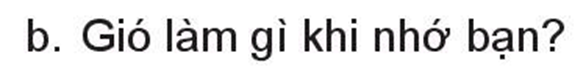 b. Gió làm gì khi nhớ bạn?